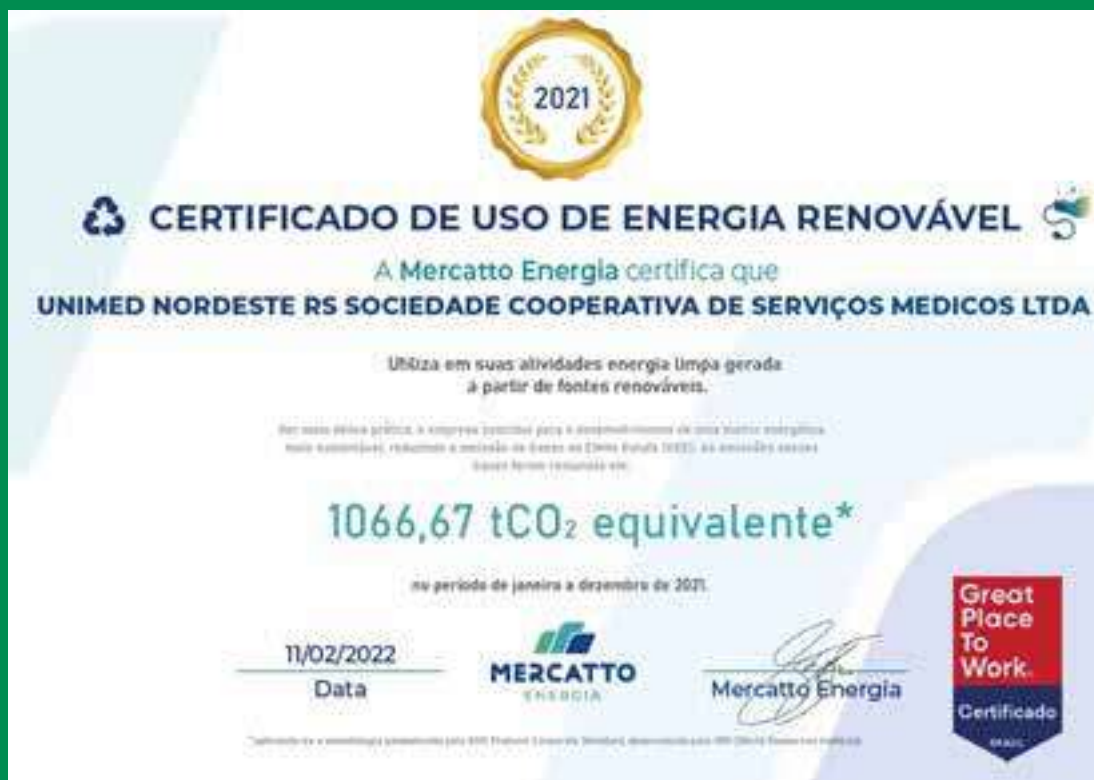 2021
CERTIFICADO DE USO DE ENERGIA RENOVÁVEL
A Mercatto Energia certifica que
UNIMED NORDESTE RS SOCIEDADE COOPERATIVA DE SERVIÇOS MEDICOS LTDA
Utiliza em suas atividades energia limpa gerada
a partir de fontes renováveis.
1066,67 tCO₂ equivalente*
no período de janeiro a dezembro de 2021.
11/02/2022
Data
MERCATTO
ENERGIA
Mercatto Energia
Great
Place
To
Work.
Certificado
BRASIL